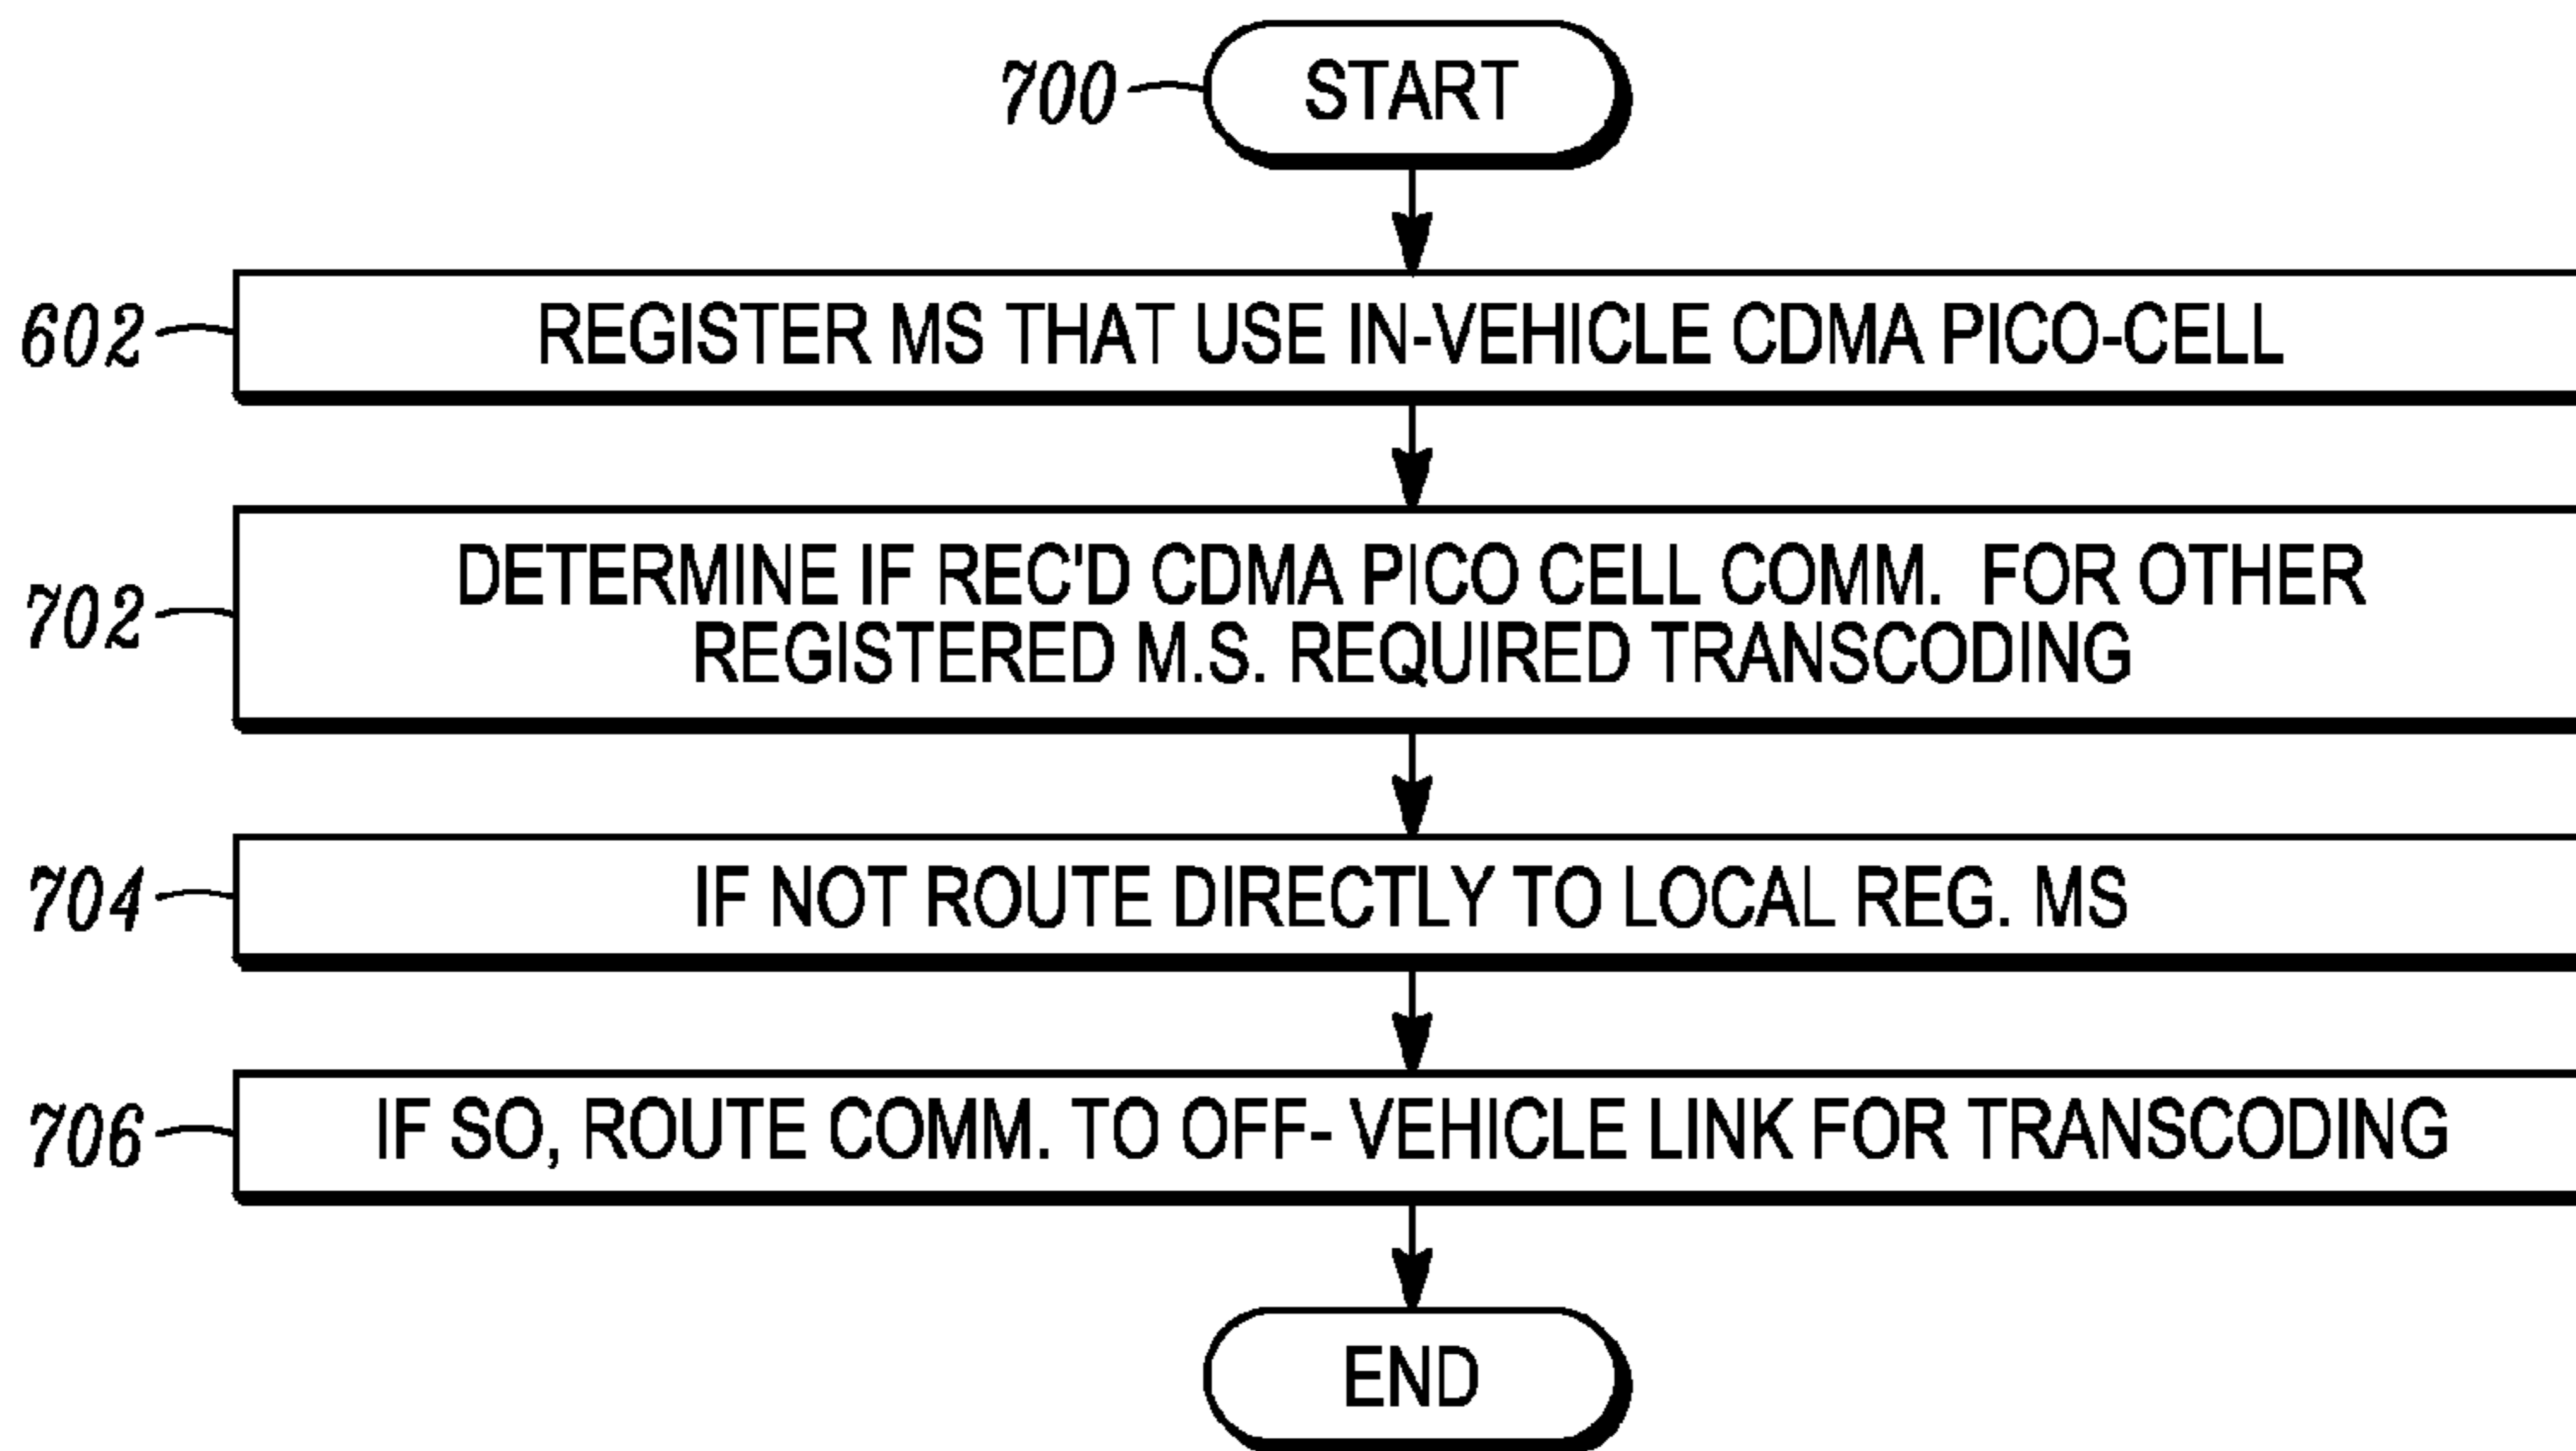 700 START
602 REGISTER MS THAT USE IN-VEHICLE CDMA PICO-CELL
702 DETERMINE IF REC'D CDMA PICO CELL COMM. FOR OTHER
REGISTERED M.S. REQUIRED TRANSCODING
704 IF NOT ROUTE DIRECTLY TO LOCAL REG. MS
706 IF SO, ROUTE COMM. TO OFF- VEHICLE LINK FOR TRANSCODING
END